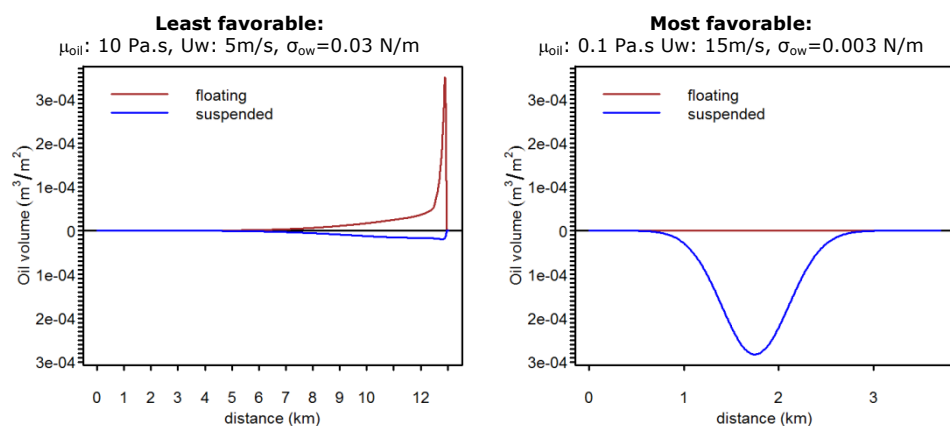 Least favorable:
μoil: 10 Pa.s, Uw: 5m/s, σow=0.03 N/m
Oil volume (m³/m²)
3e-04
2e-04
1e-04
0
1e-04
2e-04
3e-04
floating
suspended
0 1 2 3 4 5 6 7 8 9 10 12
distance (km)
Most favorable:
μoil: 0.1 Pa.s Uw: 15m/s, σow=0.003 N/m
Oil volume (m³/m²)
3e-04
2e-04
1e-04
0
1e-04
2e-04
3e-04
floating
suspended
0 1 2 3
distance (km)